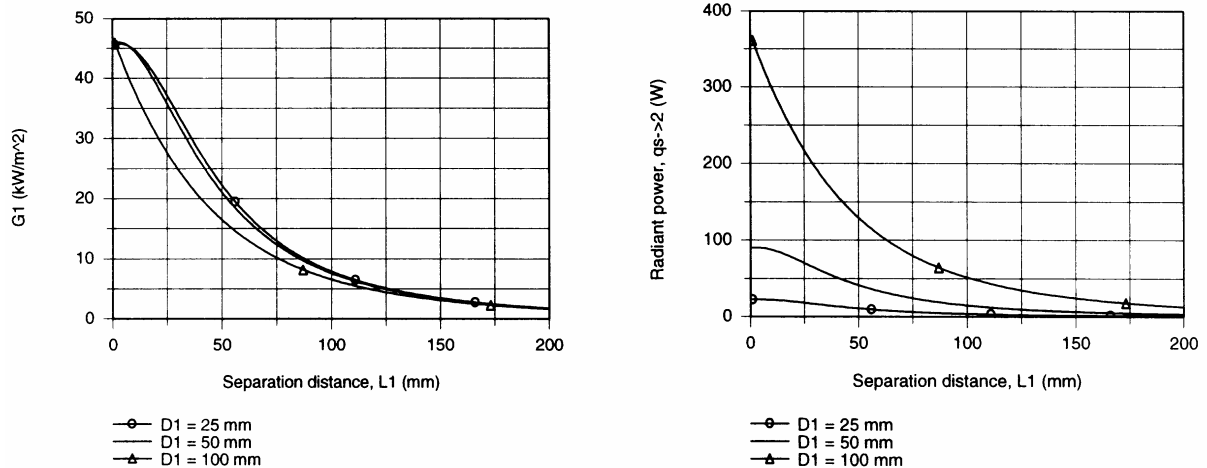 50
40
30
20
10
0
G1 (kW/m^2)
0 50 100 150 200
Separation distance, L1 (mm)
D1 = 25 mm
D1 = 50 mm
D1 = 100 mm
400
300
200
100
0
Radiant power, qs->2 (W)
0 50 100 150 200
Separation distance, L1 (mm)
D1 = 25 mm
D1 = 50 mm
D1 = 100 mm